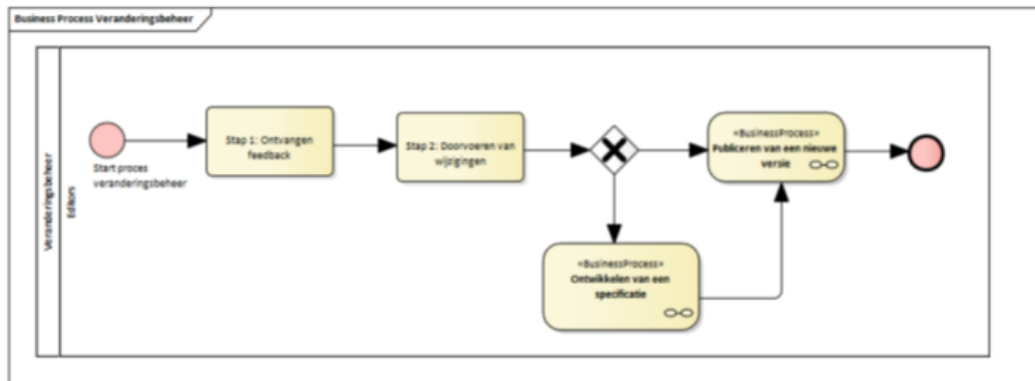 Business Process Veranderingsbeheer
Veranderingsbeheer
Editors
Start proces
veranderingsbeheer
Stap 1: Ontvangen
feedback
Stap 2: Doorvoeren van
wijzigingen
«BusinessProcess»
Publiceren van een nieuwe
versie
«BusinessProcess»
Ontwikkelen van een
specificatie